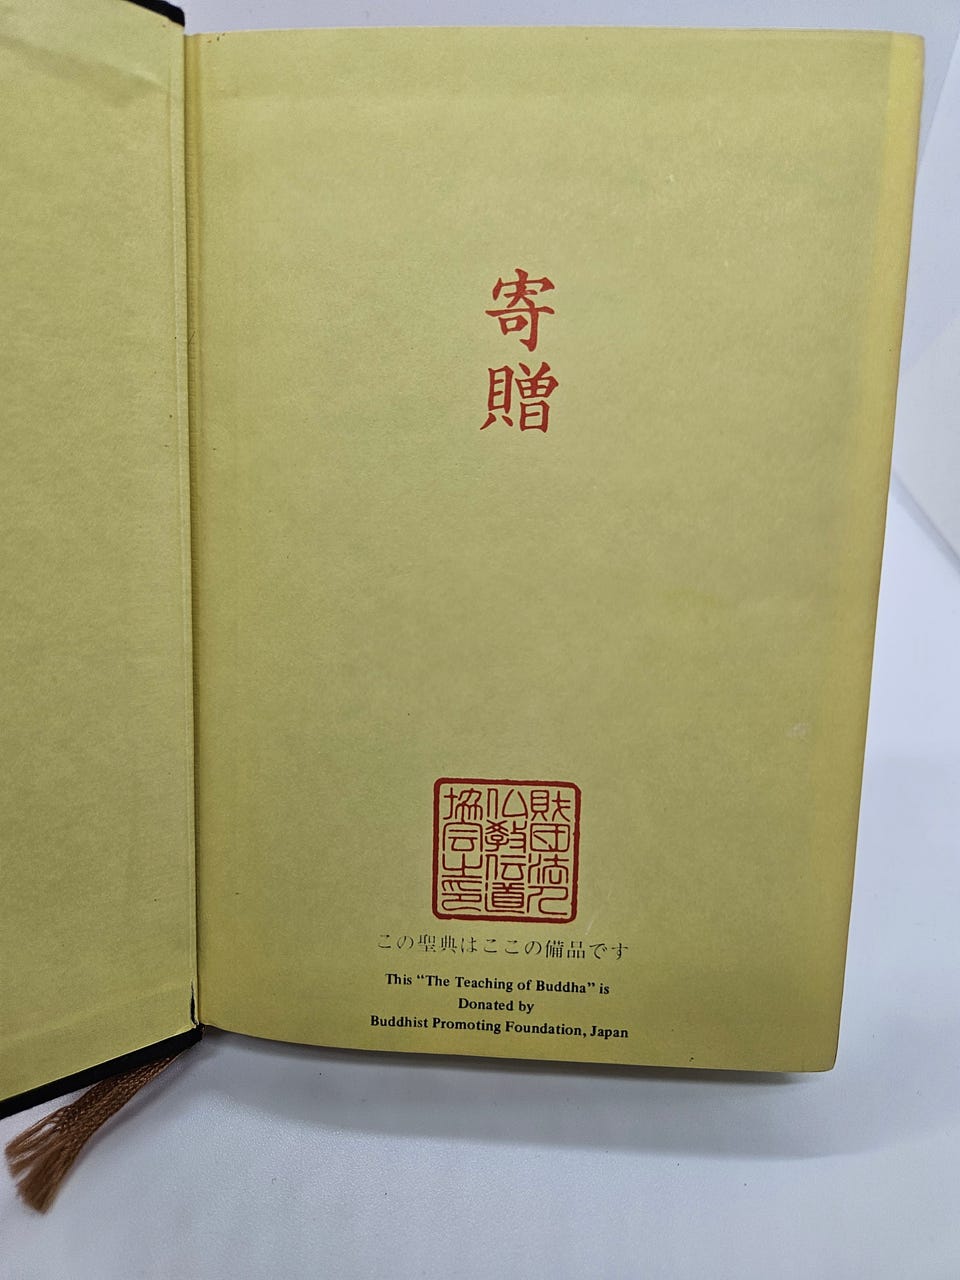 寄贈
財団法人
仏教伝道
協会之印
この聖典はここの備品です
This “The Teaching of Buddha” is
Donated by
Buddhist Promoting Foundation, Japan